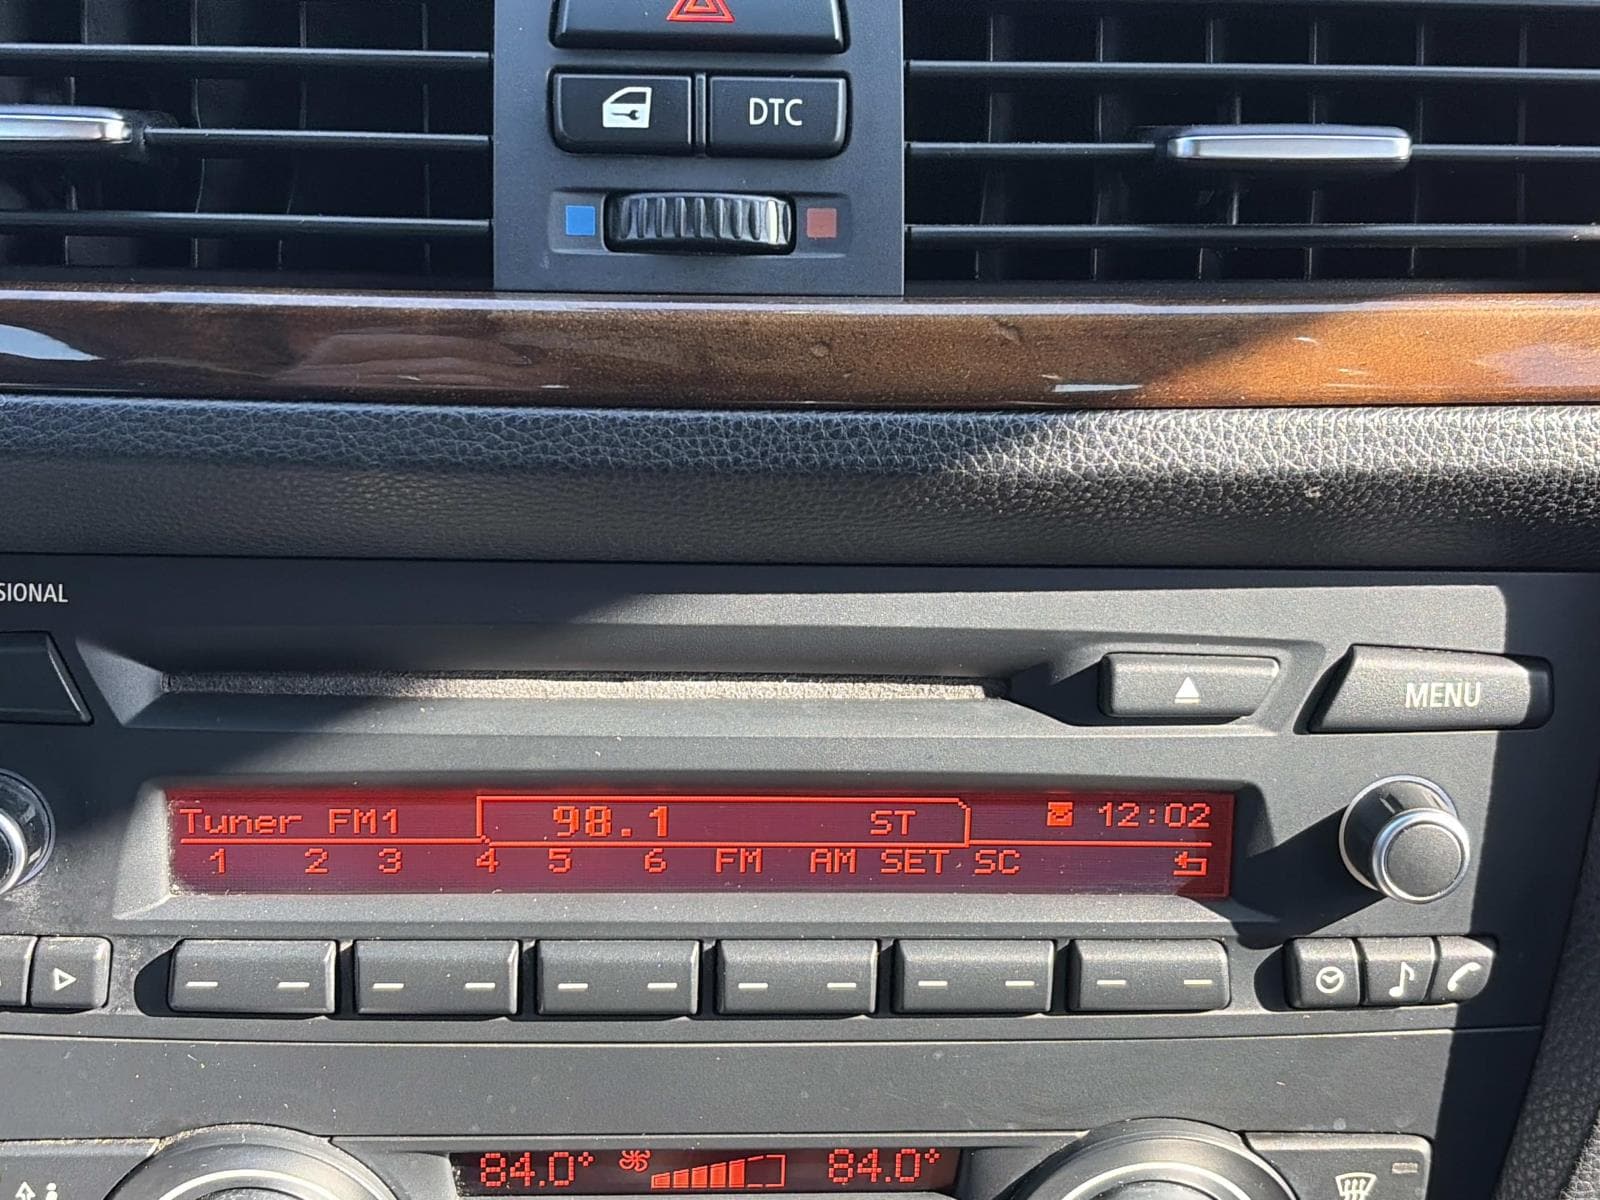 DTC
SIONAL
MENU
Tuner FM1 98.1 ST 12:02
1 2 3 4 5 6 FM AM SET SC
84.0° 84.0°